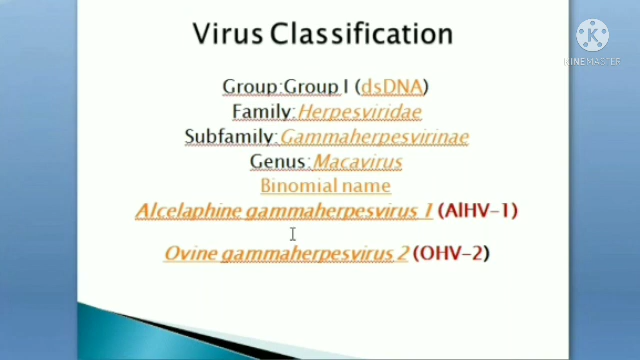 Virus Classification
K
KINEMASTER
Group:Group I (dsDNA)
Family:Herpesviridae
Subfamily:Gammaherpesvirinae
Genus:Macavirus
Binomial name
Alcelaphine gammaherpesvirus 1 (AlHV-1)
Ovine gammaherpesvirus 2 (OHV-2)